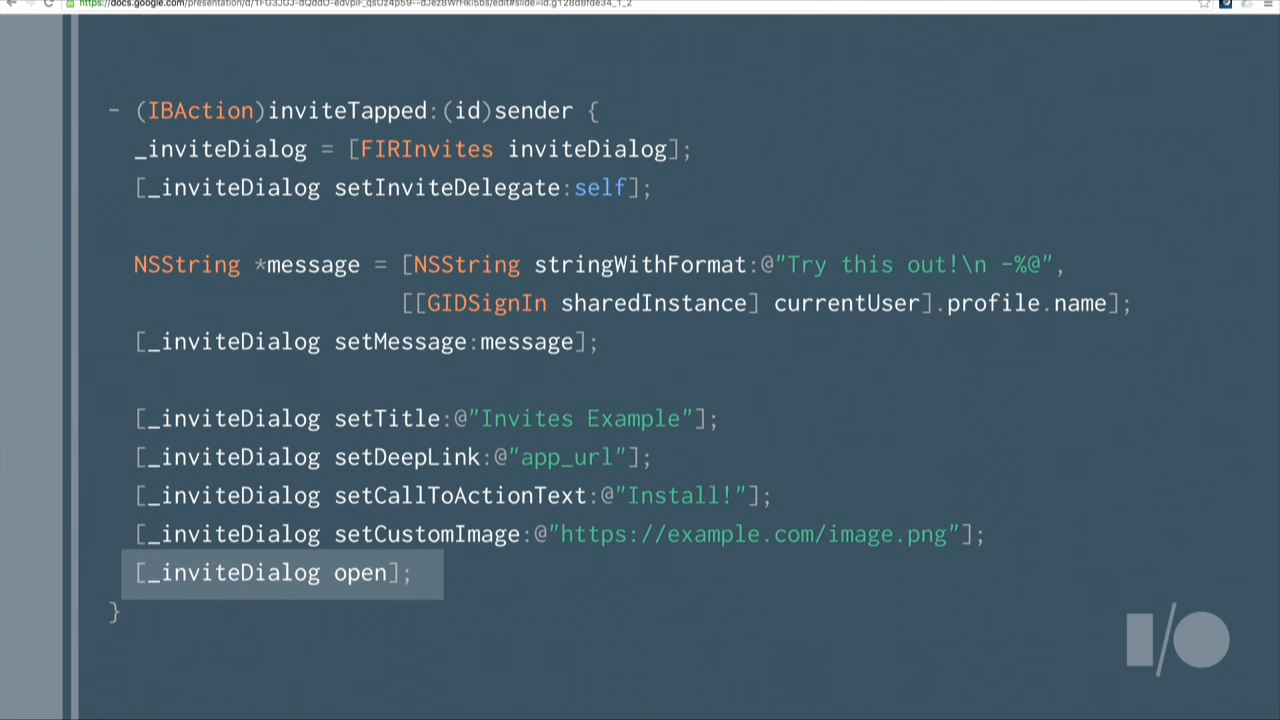 - (IBAction)inviteTapped:(id)sender {
_inviteDialog = [FIRInvites inviteDialog];
[_inviteDialog setInviteDelegate:self];
NSString *message = [NSString stringWithFormat:@"Try this out!\n -%@",
[[GIDSignIn sharedInstance] currentUser].profile.name];
[_inviteDialog setMessage:message];
[_inviteDialog setTitle:@"Invites Example"];
[_inviteDialog setDeepLink:@"app_url"];
[_inviteDialog setCallToActionText:@"Install!"];
[_inviteDialog setCustomImage:@"https://example.com/image.png"];
[_inviteDialog open];
}
I/O